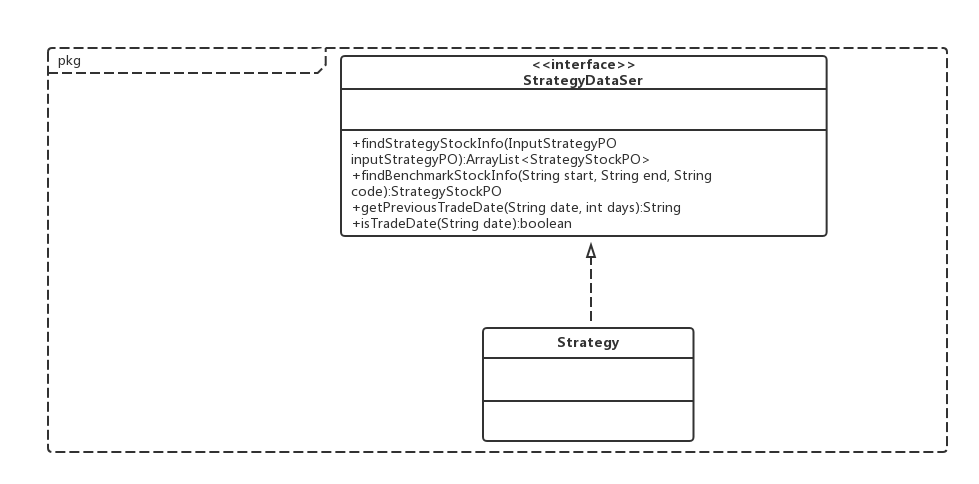 pkg
<<interface>>
StrategyDataSer
+findStrategyStockInfo(InputStrategyPO
inputStrategyPO):ArrayList<StrategyStockPO>
+findBenchmarkStockInfo(String start, String end, String
code):StrategyStockPO
+getPreviousTradeDate(String date, int days):String
+isTradeDate(String date):boolean
Strategy